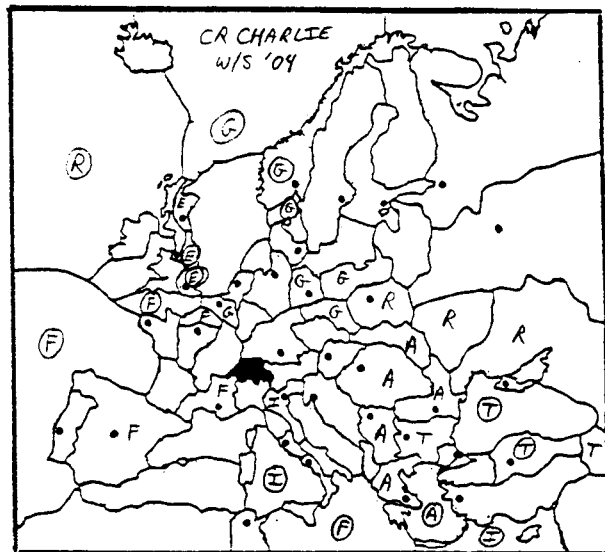 CR CHARLIE
W/S '04
G
R
G
E G
E
E G G
F R
F G G R R
F A
F A A T
I
F A T T T
I A A
F I